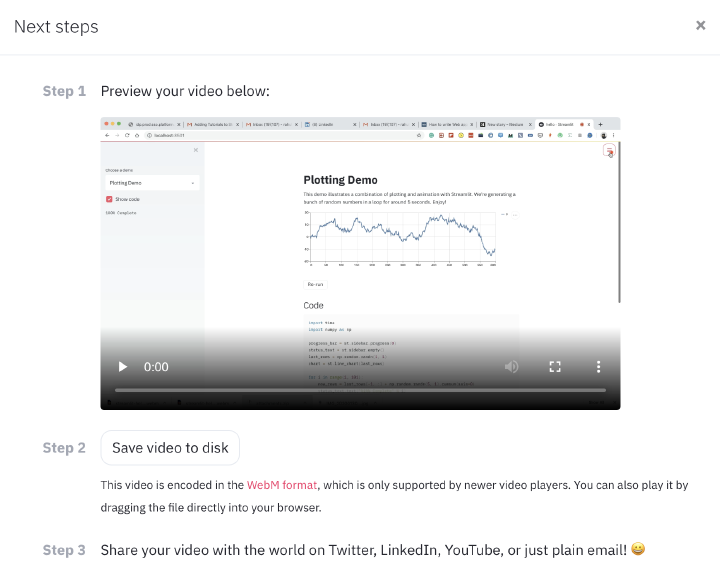 Next steps
×
Step 1 Preview your video below:
localhost:8501
Choose a demo
Plotting Demo
Show code
100% Complete
Plotting Demo
This demo illustrates a combination of plotting and animation with Streamlit. We're generating a
bunch of random numbers in a loop for around 5 seconds. Enjoy!
Re-run
Code
import time
import numpy as np
0:00
Step 2 Save video to disk
This video is encoded in the WebM format, which is only supported by newer video players. You can also play it by
dragging the file directly into your browser.
Step 3 Share your video with the world on Twitter, LinkedIn, YouTube, or just plain email! 😀